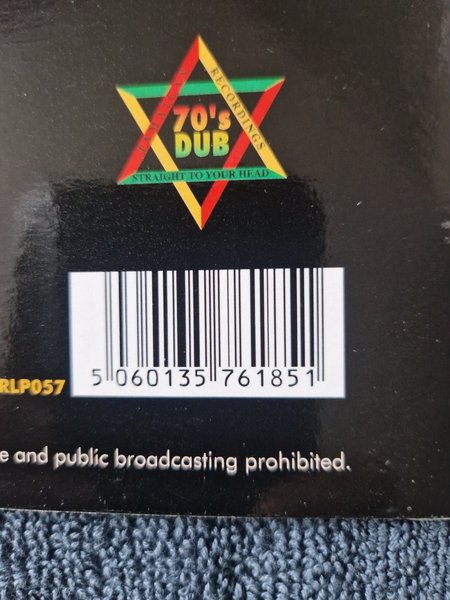 RECORDINGS
70's
DUB
STRAIGHT TO YOUR HEAD
5 060135 761851
RLP057
e and public broadcasting prohibited.